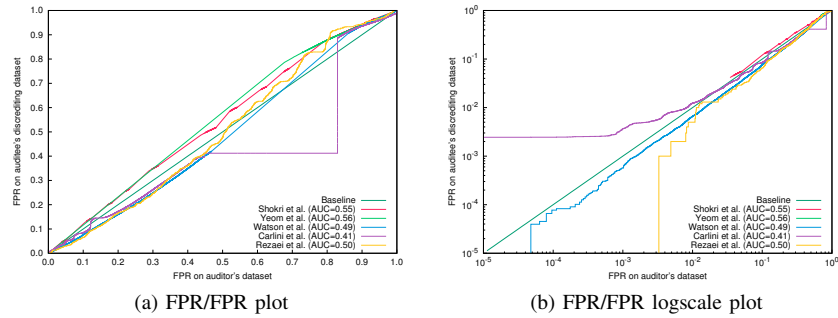 FPR on auditee's discrediting dataset
1.0
0.9
0.8
0.7
0.6
0.5
0.4
0.3
0.2
0.1
0.0
Baseline
Shokri et al. (AUC=0.55)
Yeom et al. (AUC=0.56)
Watson et al. (AUC=0.49)
Carlini et al. (AUC=0.41)
Rezaei et al. (AUC=0.50)
0.0 0.1 0.2 0.3 0.4 0.5 0.6 0.7 0.8 0.9 1.0
FPR on auditor's dataset
(a) FPR/FPR plot
FPR on auditee's discrediting dataset
10⁰
10⁻¹
10⁻²
10⁻³
10⁻⁴
10⁻⁵
Baseline
Shokri et al. (AUC=0.55)
Yeom et al. (AUC=0.56)
Watson et al. (AUC=0.49)
Carlini et al. (AUC=0.41)
Rezaei et al. (AUC=0.50)
10⁻⁵ 10⁻⁴ 10⁻³ 10⁻² 10⁻¹ 10⁰
FPR on auditor's dataset
(b) FPR/FPR logscale plot